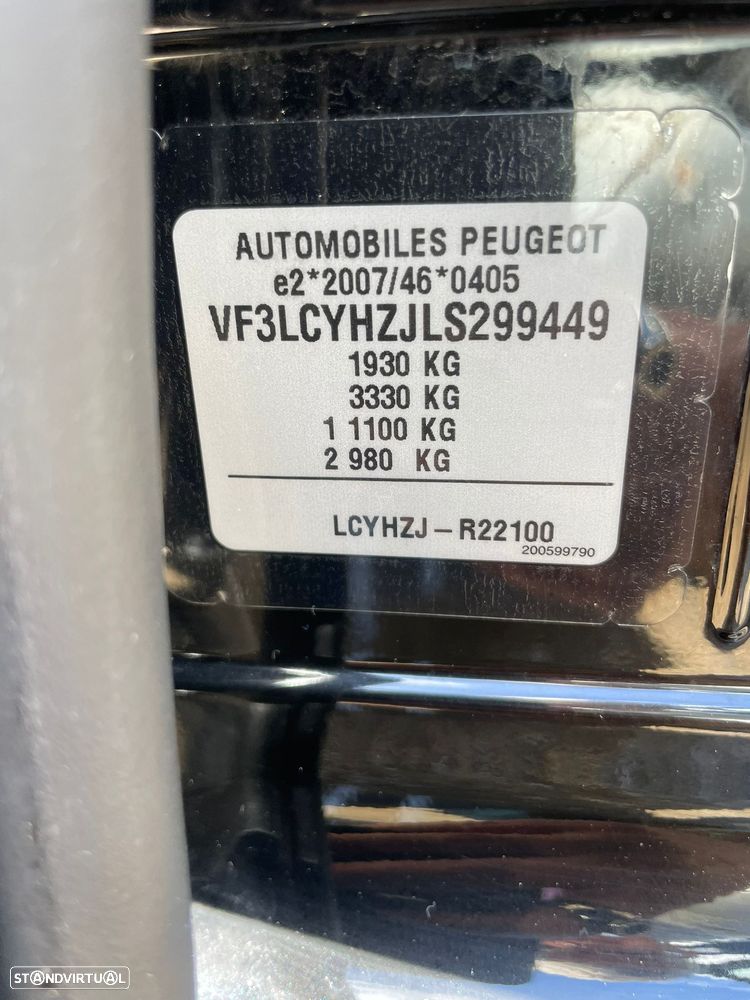 AUTOMOBILES PEUGEOT
e2*2007/46*0405
VF3LCYHZJLS299449
1930 KG
3330 KG
1 1100 KG
2 980 KG
LCYHZJ – R22100
200599790
STANDVIRTUAL